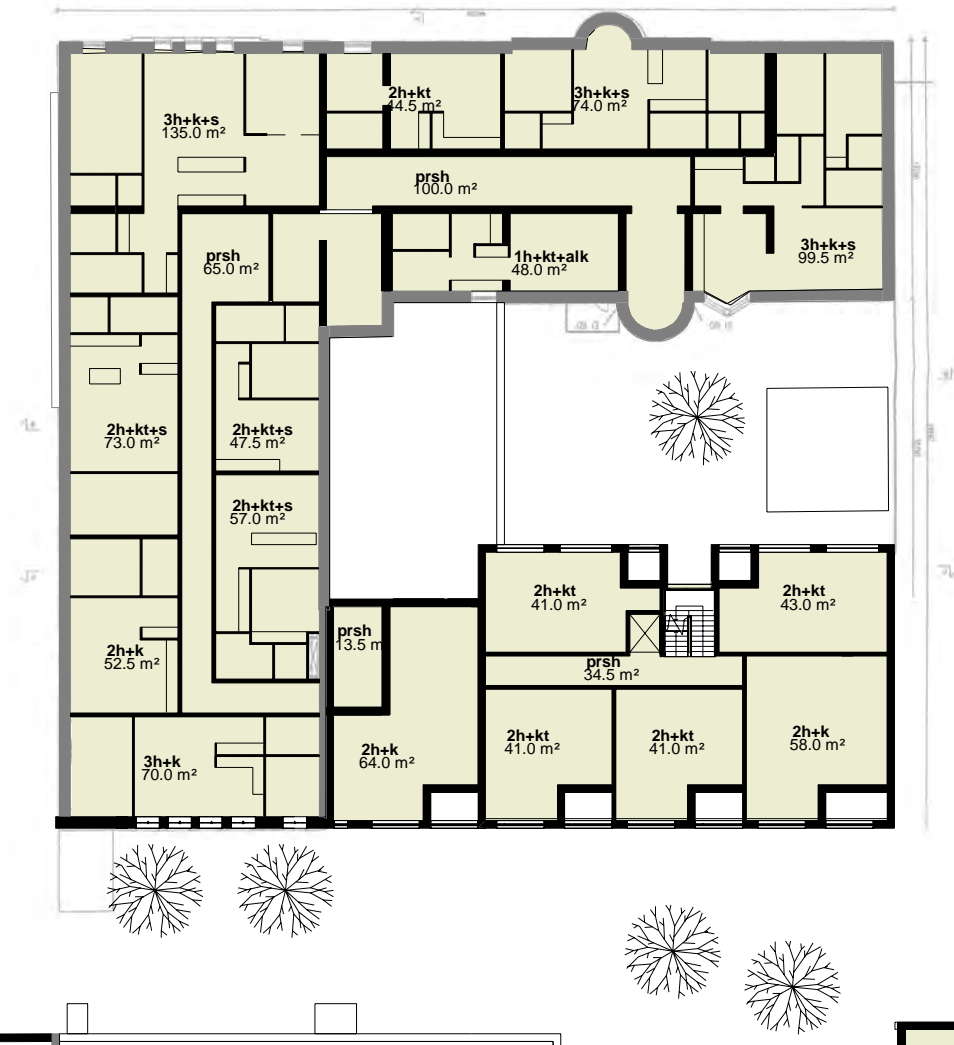 2h+kt
44.5 m²
3h+k+s
74.0 m²
3h+k+s
135.0 m²
prsh
100.0 m²
3h+k+s
99.5 m²
prsh
65.0 m²
1h+kt+alk
48.0 m²
2h+kt+s
73.0 m²
2h+kt+s
47.5 m²
2h+kt+s
57.0 m²
2h+kt
41.0 m²
2h+kt
43.0 m²
prsh
13.5 m
2h+k
52.5 m²
prsh
34.5 m²
3h+k
70.0 m²
2h+k
64.0 m²
2h+kt
41.0 m²
2h+kt
41.0 m²
2h+k
58.0 m²